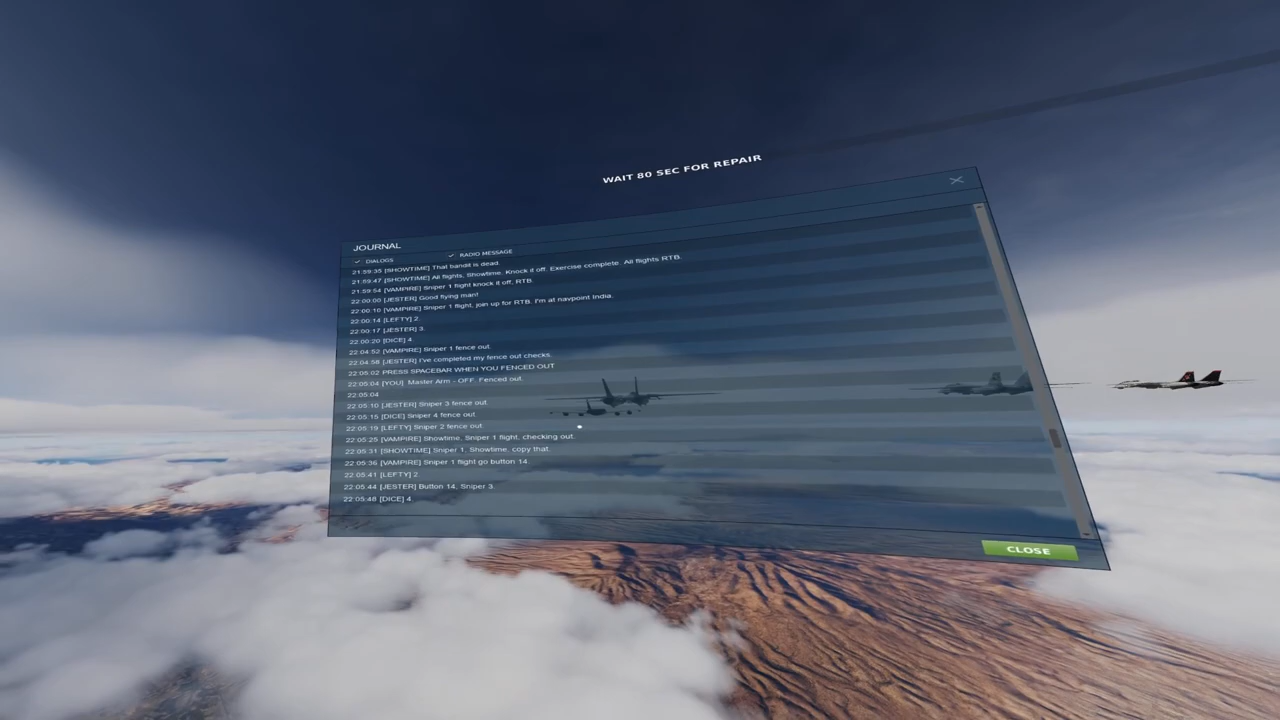 WAIT 80 SEC FOR REPAIR
JOURNAL
DIALOGS RADIO MESSAGE
21:59:35 [SHOWTIME] That bandit is dead.
21:59:47 [SHOWTIME] All flights, Showtime. Knock it off. Exercise complete. All flights RTB.
21:59:54 [VAMPIRE] Sniper 1 flight knock it off, RTB
22:00:00 [JESTER] Good flying man!
22:00:10 [VAMPIRE] Sniper 1 flight, join up for RTB. I'm at navpoint India.
22:00:14 [LEFTY] 2.
22:00:17 [JESTER] 3.
22:00:20 [DICE] 4.
22:04:52 [VAMPIRE] Sniper 1 fence out.
22:04:58 [JESTER] I've completed my fence out checks.
22:05:02 PRESS SPACEBAR WHEN YOU FENCED OUT
22:05:04 [YOU] Master Arm - OFF. Fenced out.
22:05:04
22:05:10 [JESTER] Sniper 3 fence out.
22:05:15 [DICE] Sniper 4 fence out.
22:05:19 [LEFTY] Sniper 2 fence out.
22:05:25 [VAMPIRE] Showtime, Sniper 1 flight, checking out.
22:05:31 [SHOWTIME] Sniper 1, Showtime, copy that.
22:05:36 [VAMPIRE] Sniper 1 flight go button 14.
22:05:41 [LEFTY] 2
22:05:44 [JESTER] Button 14, Sniper 3.
22:05:48 [DICE] 4.
CLOSE